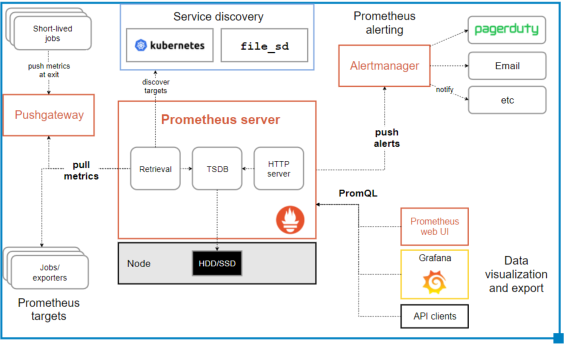 Short-lived
jobs
push metrics
at exit
Pushgateway
Service discovery
kubernetes
file_sd
discover
targets
Prometheus
alerting
Alertmanager
pagerduty
Email
etc
notify
push
alerts
Prometheus server
Retrieval
TSDB
HTTP
server
pull
metrics
Node
HDD/SSD
Jobs/
exporters
Prometheus
targets
PromQL
Prometheus
web UI
Grafana
API clients
Data
visualization
and export